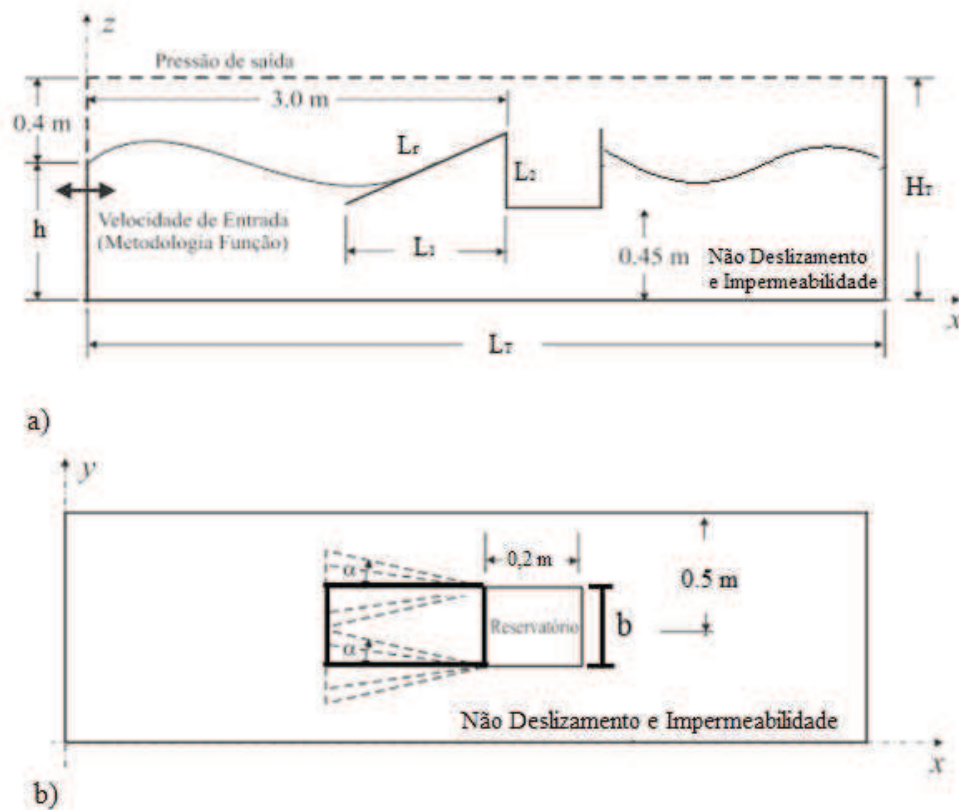 z
Pressão de saída
3.0 m
0.4 m
Lr
L2
HT
h
Velocidade de Entrada
(Metodologia Função)
L1
0.45 m
Não Deslizamento
e Impermeabilidade
x
LT
a)
y
0,2 m
α
0.5 m
b
Reservatório
α
Não Deslizamento e Impermeabilidade
x
b)